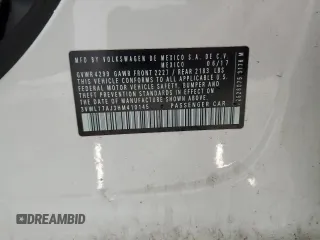 MFD BY VOLKSWAGEN DE MEXICO S.A. DE C.V.
MEXICO 06/17
GVWR 4299 GAWR FRONT 2227 / REAR 2183 LBS
THIS VEHICLE CONFORMS TO ALL APPLICABLE
FEDERAL MOTOR VEHICLE SAFETY, BUMPER AND
THEFT PREVENTION STANDARDS IN EFFECT ON
THE DATE OF MANUFACTURE SHOWN ABOVE
PASSENGER CAR
© DREAMBID.COM